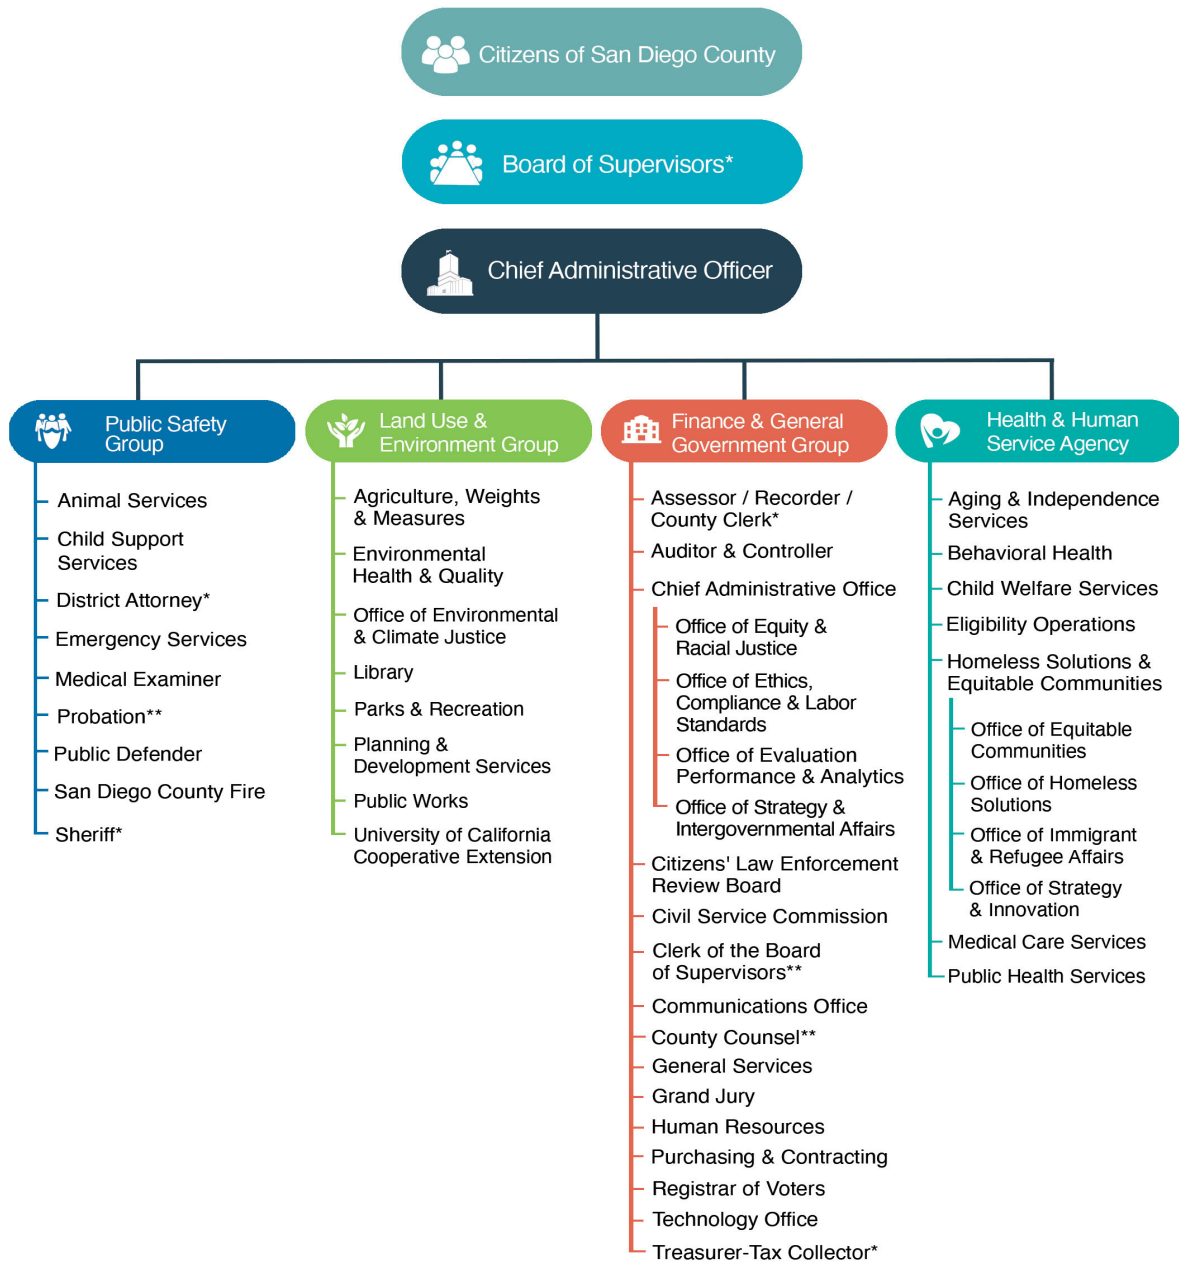 Citizens of San Diego County
Board of Supervisors*
Chief Administrative Officer
Public Safety
Group
Animal Services
Child Support
Services
District Attorney*
Emergency Services
Medical Examiner
Probation**
Public Defender
San Diego County Fire
Sheriff*
Land Use &
Environment Group
Agriculture, Weights
& Measures
Environmental
Health & Quality
Office of Environmental
& Climate Justice
Library
Parks & Recreation
Planning &
Development Services
Public Works
University of California
Cooperative Extension
Finance & General
Government Group
Assessor / Recorder /
County Clerk*
Auditor & Controller
Chief Administrative Office
Office of Equity &
Racial Justice
Office of Ethics,
Compliance & Labor
Standards
Office of Evaluation
Performance & Analytics
Office of Strategy &
Intergovernmental Affairs
Citizens' Law Enforcement
Review Board
Civil Service Commission
Clerk of the Board
of Supervisors**
Communications Office
County Counsel**
General Services
Grand Jury
Human Resources
Purchasing & Contracting
Registrar of Voters
Technology Office
Treasurer-Tax Collector*
Health & Human
Service Agency
Aging & Independence
Services
Behavioral Health
Child Welfare Services
Eligibility Operations
Homeless Solutions &
Equitable Communities
Office of Equitable
Communities
Office of Homeless
Solutions
Office of Immigrant
& Refugee Affairs
Office of Strategy
& Innovation
Medical Care Services
Public Health Services